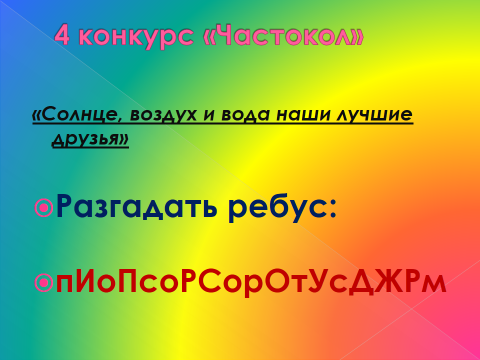 4 конкурс «Частокол»
«Солнце, воздух и вода наши лучшие
друзья»
Разгадать ребус:
пИоПсоРСорОтУсДЖРм